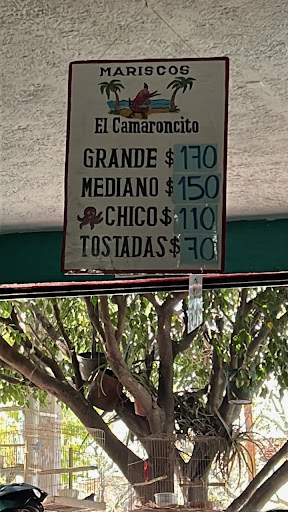 MARISCOS
El Camaroncito
GRANDE $170
MEDIANO $150
CHICO $110
TOSTADAS $70